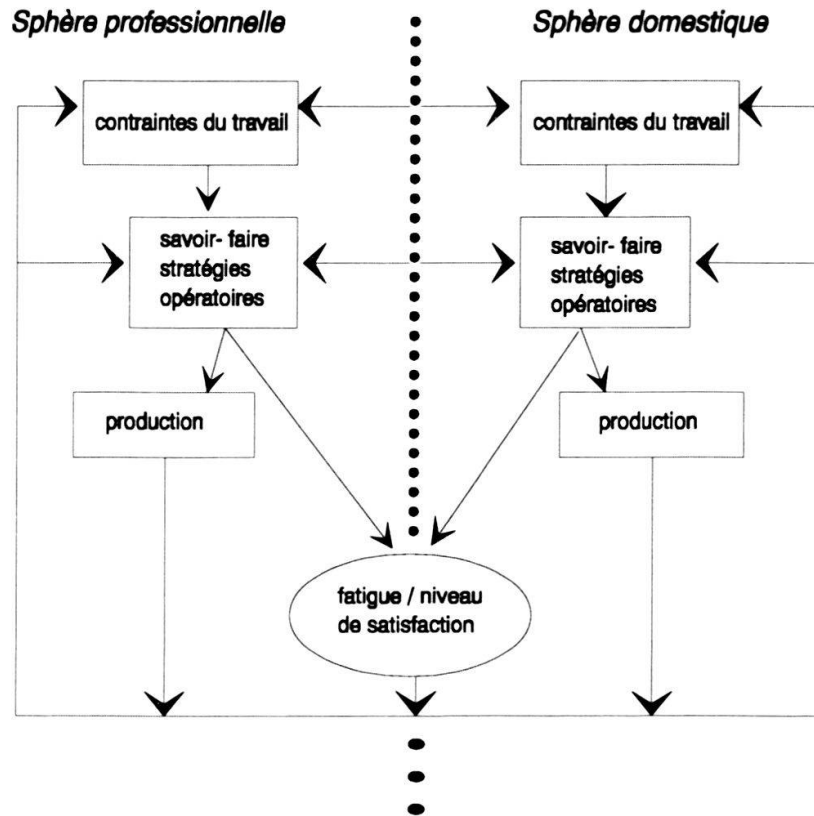 Sphère professionnelle
Sphère domestique
contraintes du travail
contraintes du travail
savoir- faire
stratégies
opératoires
savoir- faire
stratégies
opératoires
production
production
fatigue / niveau
de satisfaction